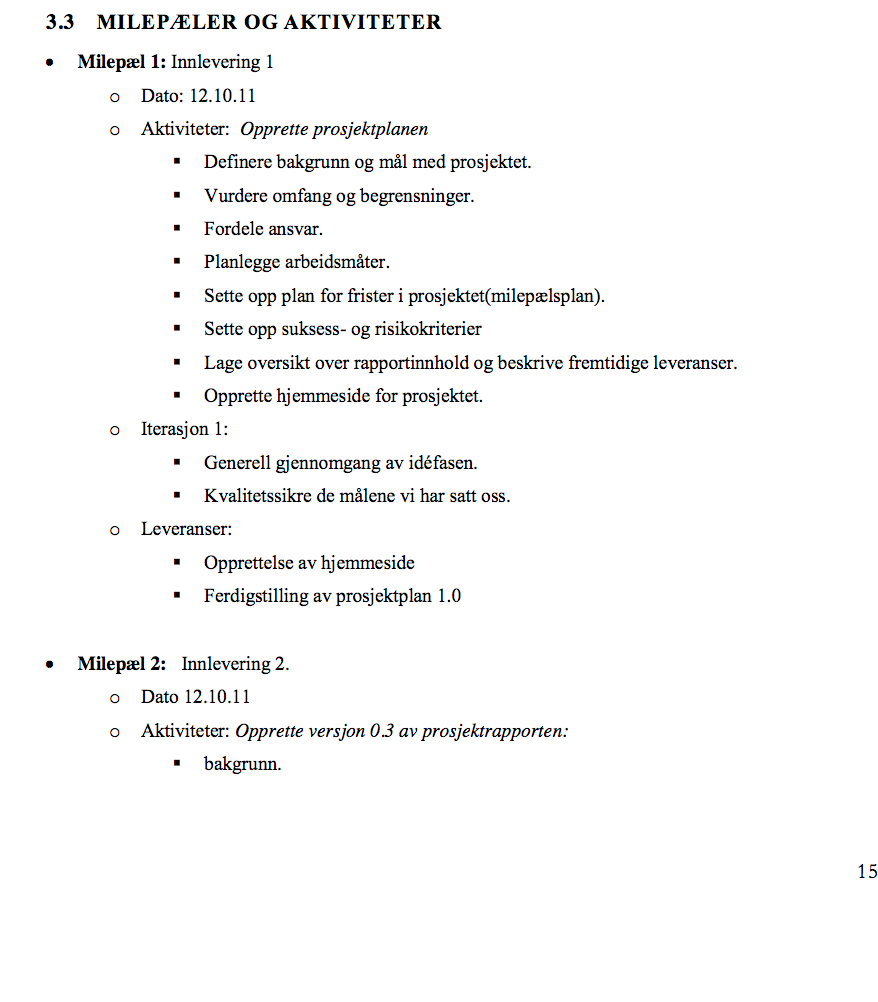 3.3 MILEPÆLER OG AKTIVITETER
• Milepæl 1: Innlevering 1
o Dato: 12.10.11
o Aktiviteter: Opprette prosjektplanen
▪ Definere bakgrunn og mål med prosjektet.
▪ Vurdere omfang og begrensninger.
▪ Fordele ansvar.
▪ Planlegge arbeidsmåter.
▪ Sette opp plan for frister i prosjektet(milepælsplan).
▪ Sette opp suksess- og risikokriterier
▪ Lage oversikt over rapportinnhold og beskrive fremtidige leveranser.
▪ Opprette hjemmeside for prosjektet.
o Iterasjon 1:
▪ Generell gjennomgang av idéfasen.
▪ Kvalitetssikre de målene vi har satt oss.
o Leveranser:
▪ Opprettelse av hjemmeside
▪ Ferdigstilling av prosjektplan 1.0
• Milepæl 2: Innlevering 2.
o Dato 12.10.11
o Aktiviteter: Opprette versjon 0.3 av prosjektrapporten:
▪ bakgrunn.
15